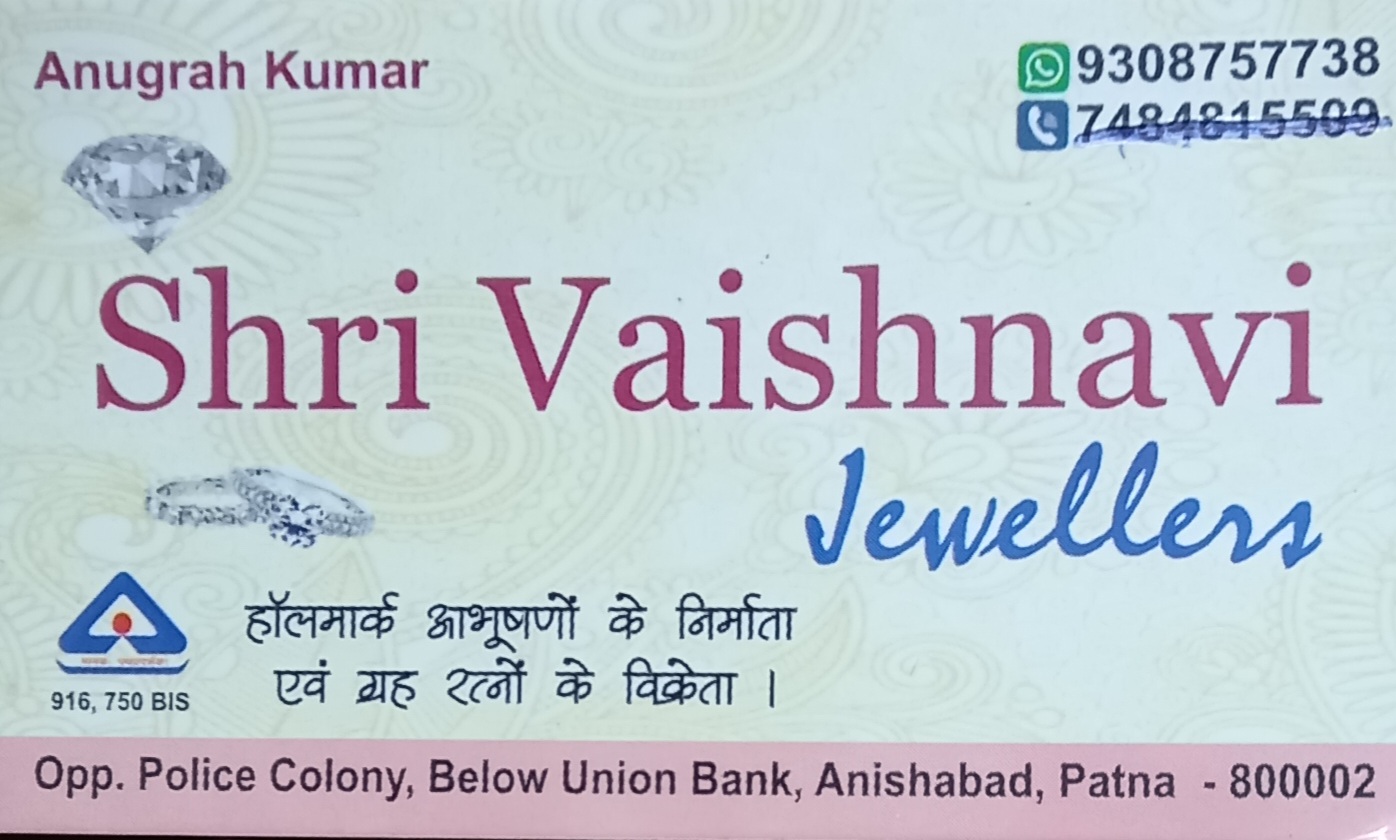 Anugrah Kumar
9308757738
7484815509
Shri Vaishnavi
Jewellers
हॉलमार्क आभूषणों के निर्माता
एवं ग्रह रत्नों के विक्रेता ।
916, 750 BIS
Opp. Police Colony, Below Union Bank, Anishabad, Patna - 800002